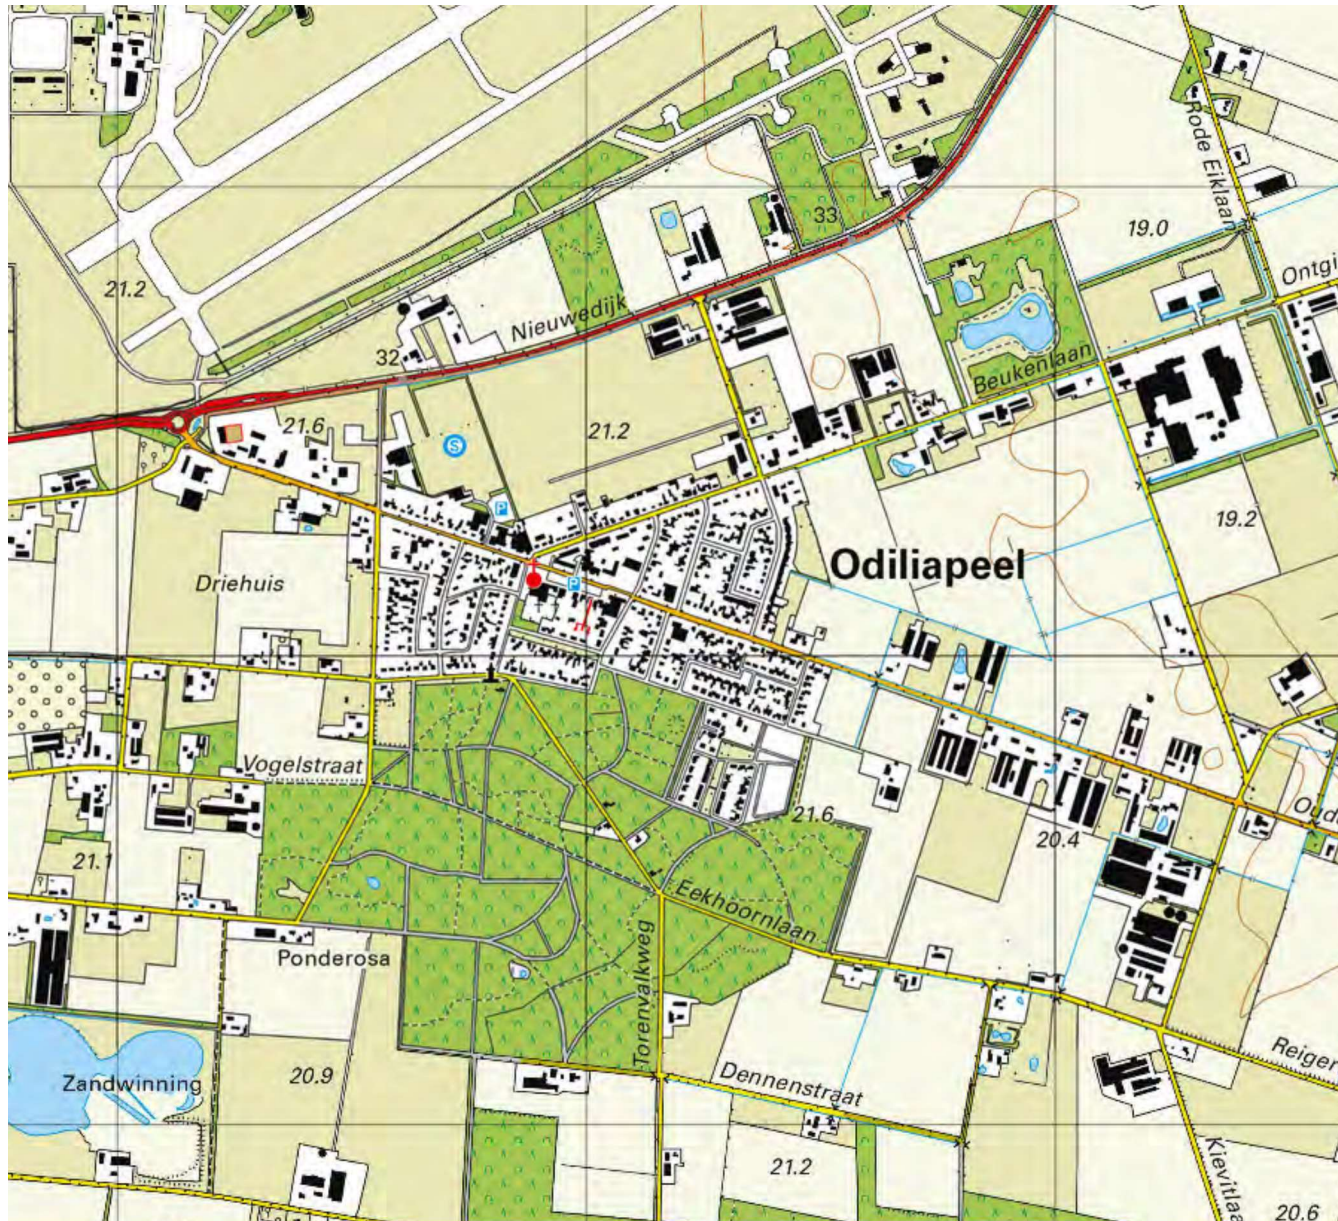 Rode Eiklaan
33
19.0
Ontgi
21.2
Nieuwedijk
32
Beukenlaan
21.6
21.2
S
19.2
P
Odiliapeel
Driehuis
P
Vogelstraat
21.6
20.4
Oud
21.1
Eekhoornlaan
Ponderosa
Torenvalkweg
Zandwinning
20.9
Dennenstraat
Reiger
21.2
Kievitlaa
20.6